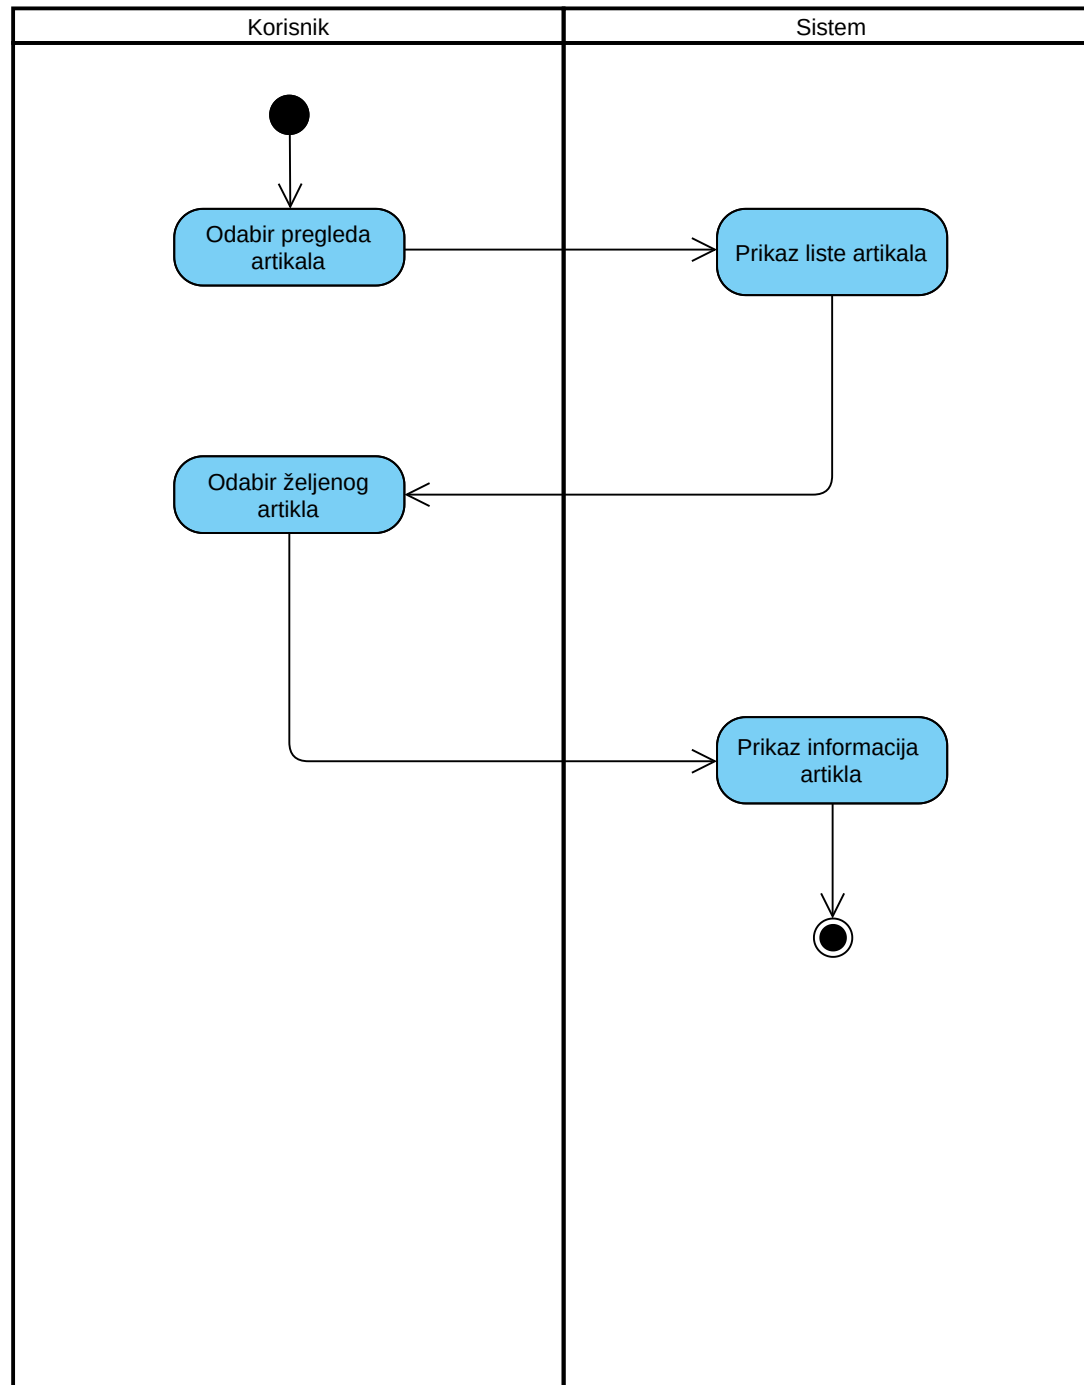 Korisnik
Sistem
Odabir pregleda
artikala
Prikaz liste artikala
Odabir željenog
artikla
Prikaz informacija
artikla